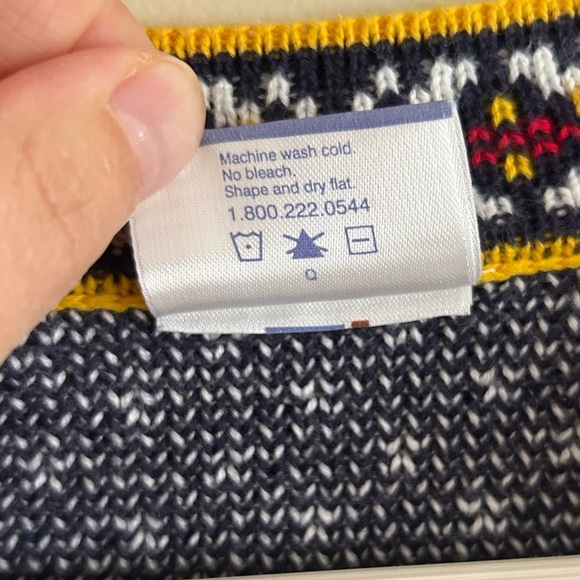 Machine wash cold.
No bleach.
Shape and dry flat.
1.800.222.0544
Q